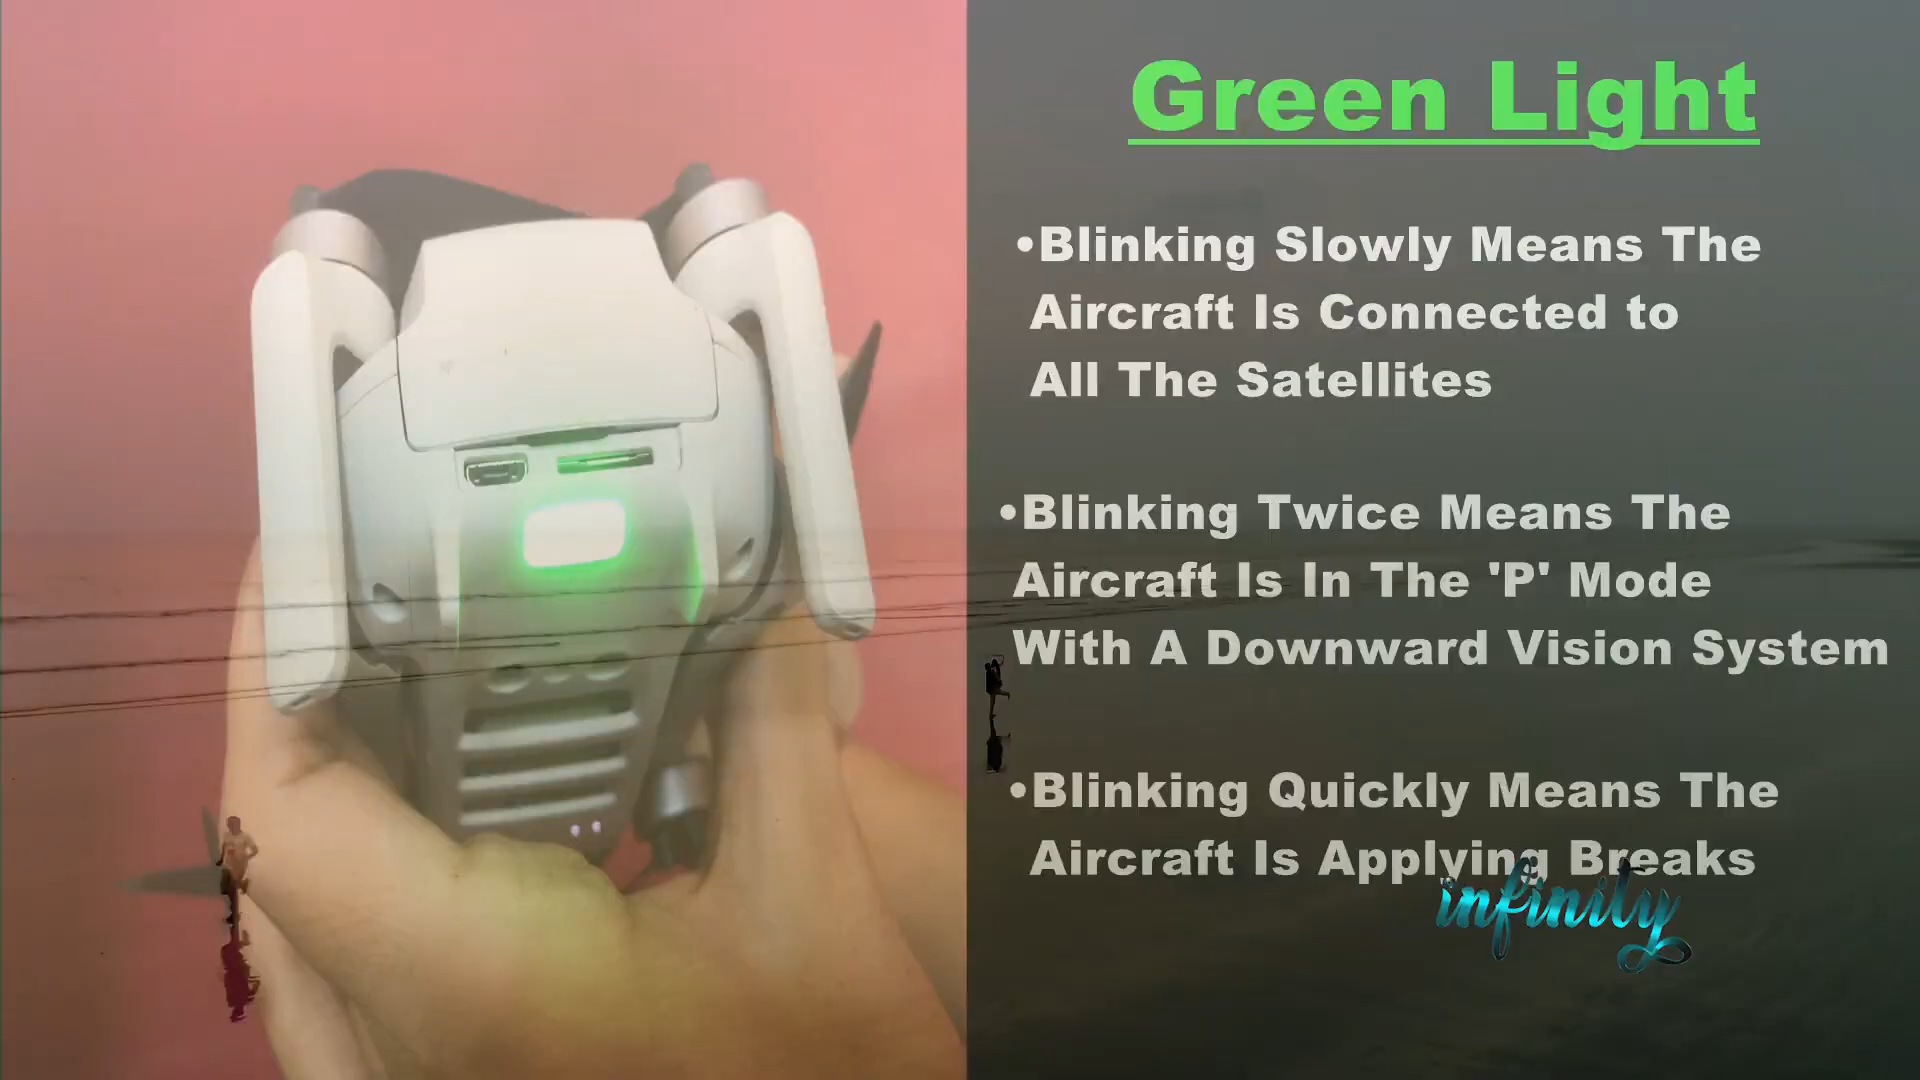 Green Light
•Blinking Slowly Means The
Aircraft Is Connected to
All The Satellites
•Blinking Twice Means The
Aircraft Is In The 'P' Mode
With A Downward Vision System
•Blinking Quickly Means The
Aircraft Is Applying Breaks
infinity